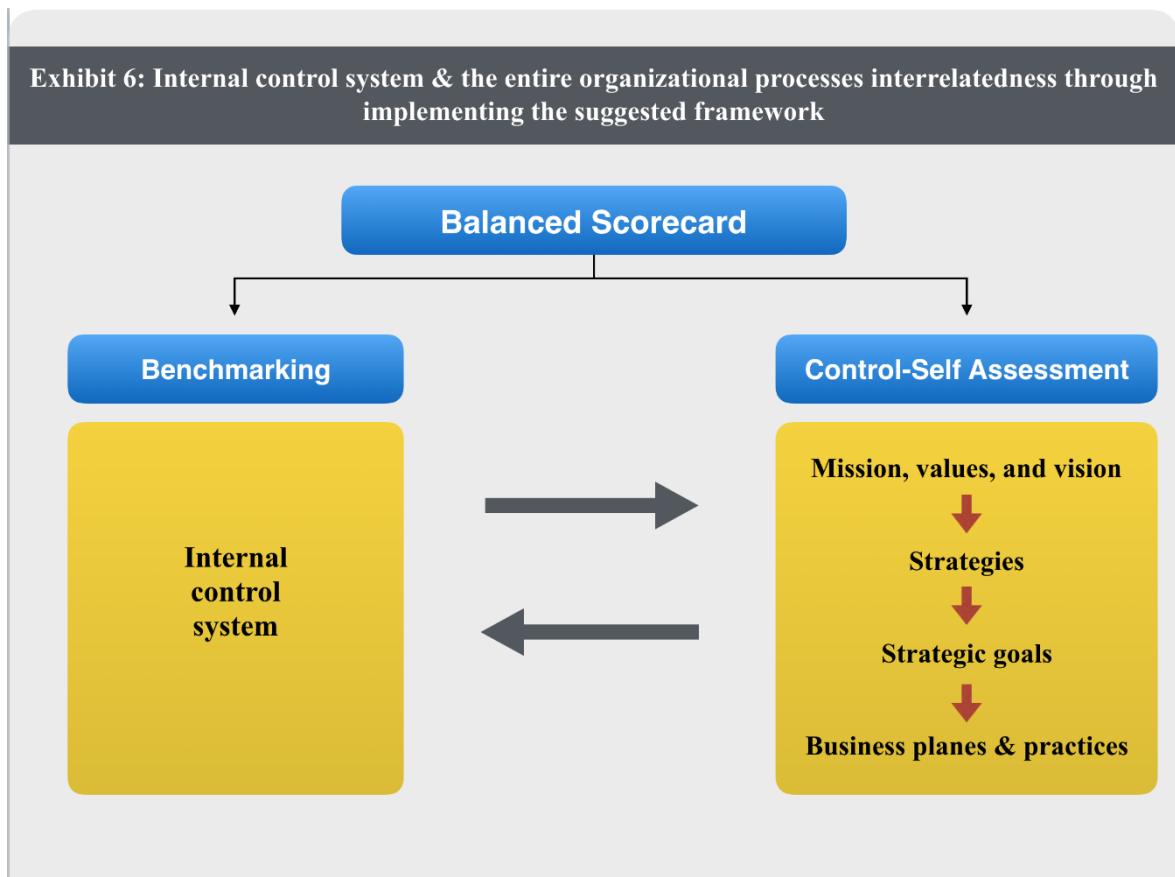 Exhibit 6: Internal control system & the entire organizational processes interrelatedness through
implementing the suggested framework
Balanced Scorecard
Benchmarking
Control-Self Assessment
Internal
control
system
Mission, values, and vision
Strategies
Strategic goals
Business planes & practices